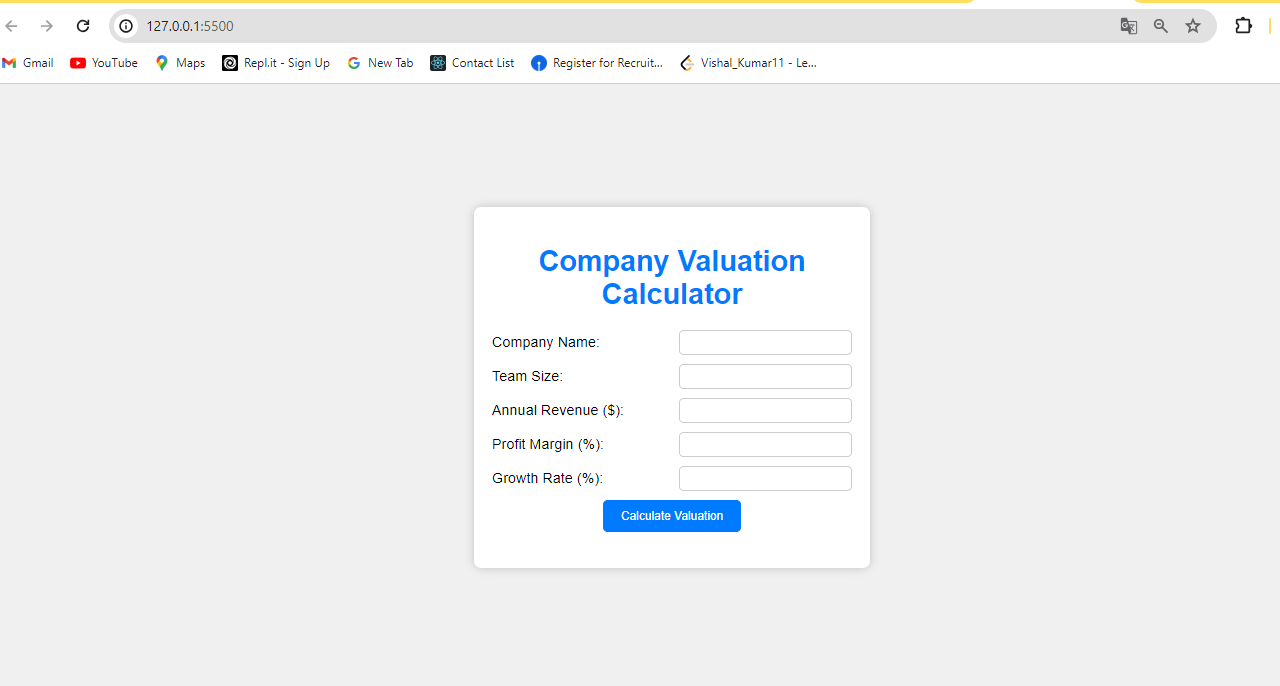 127.0.0.1:5500
Gmail YouTube Maps Repl.it - Sign Up New Tab Contact List Register for Recruit... Vishal_Kumar11 - Le...
Company Valuation
Calculator
Company Name:
Team Size:
Annual Revenue ($):
Profit Margin (%):
Growth Rate (%):
Calculate Valuation